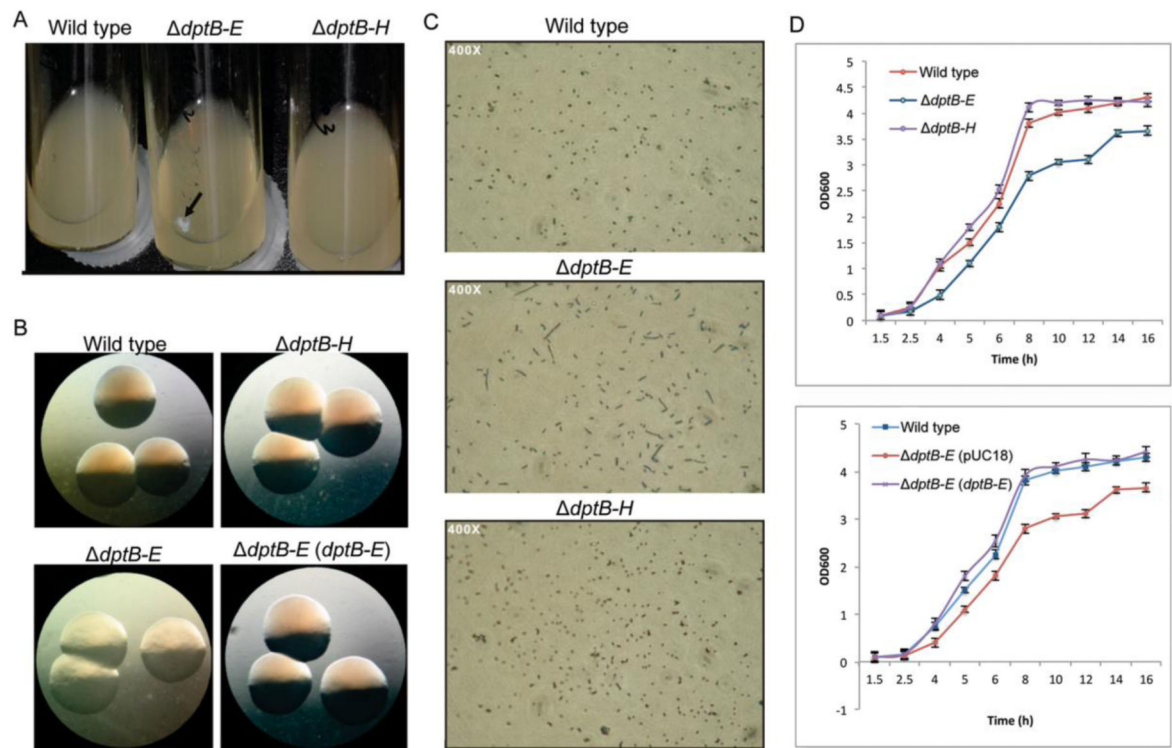 A
Wild type
ΔdptB-E
ΔdptB-H
B
Wild type
ΔdptB-H
ΔdptB-E
ΔdptB-E (dptB-E)
C
Wild type
400X
ΔdptB-E
400X
ΔdptB-H
400X
D
5
4.5
4
3.5
3
2.5
2
1.5
1
0.5
0
OD600
Wild type
ΔdptB-E
ΔdptB-H
1.5 2.5 4 5 6 8 10 12 14 16
Time (h)
5
4
3
2
1
0
-1
OD600
Wild type
ΔdptB-E (pUC18)
ΔdptB-E (dptB-E)
1.5 2.5 4 5 6 8 10 12 14 16
Time (h)